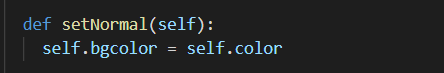 def setNormal(self):
  self.bgcolor = self.color